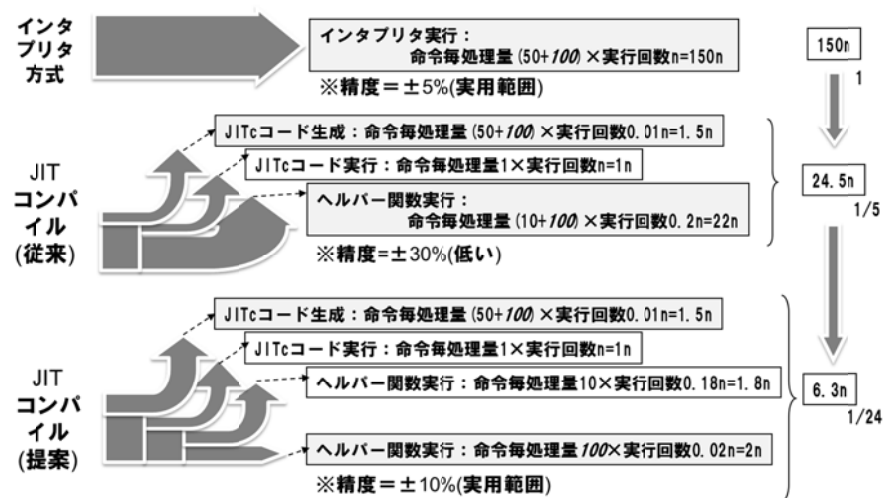 インタ
プリタ
方式
インタプリタ実行：
命令毎処理量(50+100)×実行回数n=150n
※精度＝±5%(実用範囲)
150n
1
JIT
コンパ
イル
(従来)
JITcコード生成：命令毎処理量(50+100)×実行回数0.01n=1.5n
JITcコード実行：命令毎処理量1×実行回数n=1n
ヘルパー関数実行：
命令毎処理量(10+100)×実行回数0.2n=22n
※精度=±30%(低い)
24.5n
1/5
JIT
コンパ
イル
(提案)
JITcコード生成：命令毎処理量(50+100)×実行回数0.01n=1.5n
JITcコード実行：命令毎処理量1×実行回数n=1n
ヘルパー関数実行：命令毎処理量10×実行回数0.18n=1.8n
ヘルパー関数実行：命令毎処理量100×実行回数0.02n=2n
※精度＝±10%(実用範囲)
6.3n
1/24